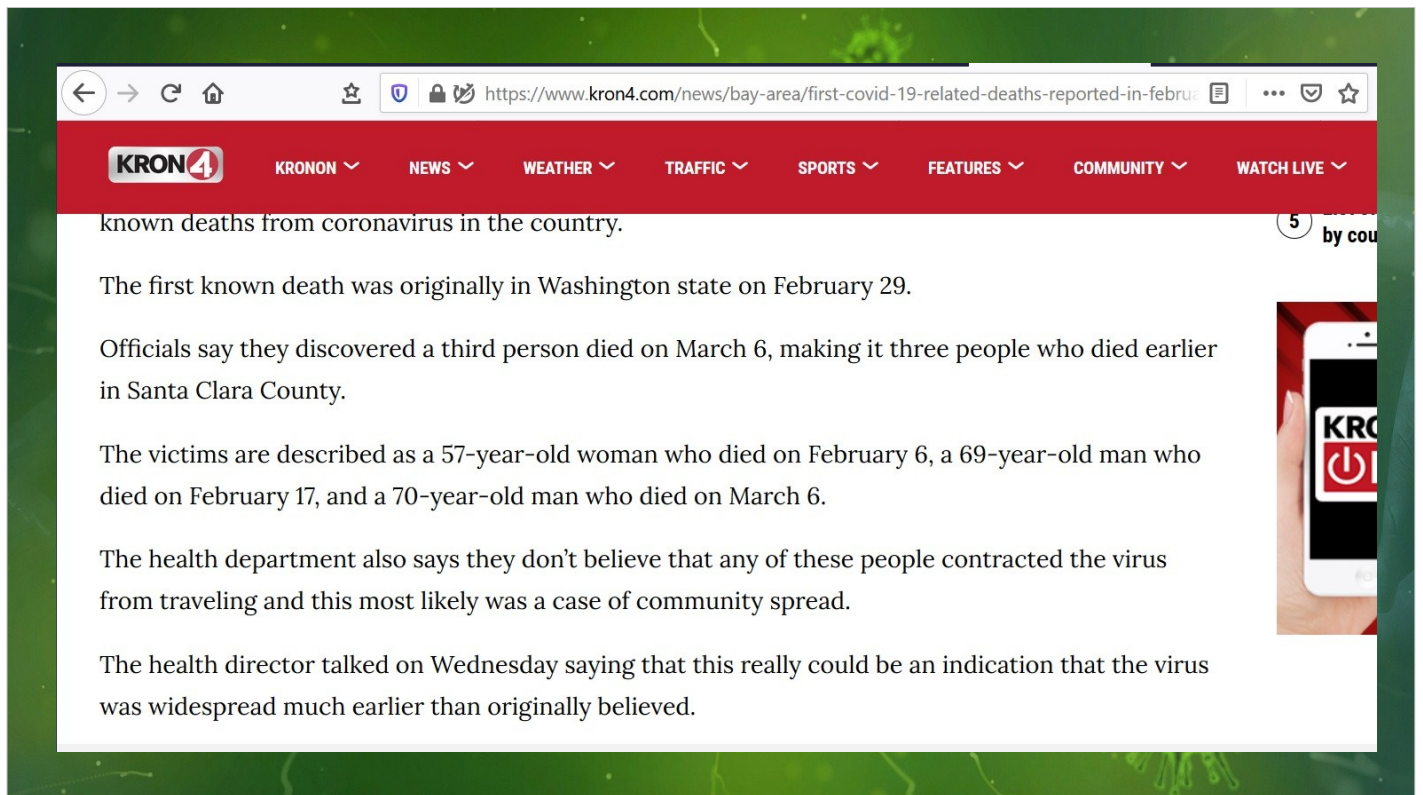 https://www.kron4.com/news/bay-area/first-covid-19-related-deaths-reported-in-februa
KRON4 KRONON NEWS WEATHER TRAFFIC SPORTS FEATURES COMMUNITY WATCH LIVE
known deaths from coronavirus in the country.
5
by cou
The first known death was originally in Washington state on February 29.
Officials say they discovered a third person died on March 6, making it three people who died earlier
in Santa Clara County.
The victims are described as a 57-year-old woman who died on February 6, a 69-year-old man who
died on February 17, and a 70-year-old man who died on March 6.
KRO
The health department also says they don’t believe that any of these people contracted the virus
from traveling and this most likely was a case of community spread.
The health director talked on Wednesday saying that this really could be an indication that the virus
was widespread much earlier than originally believed.